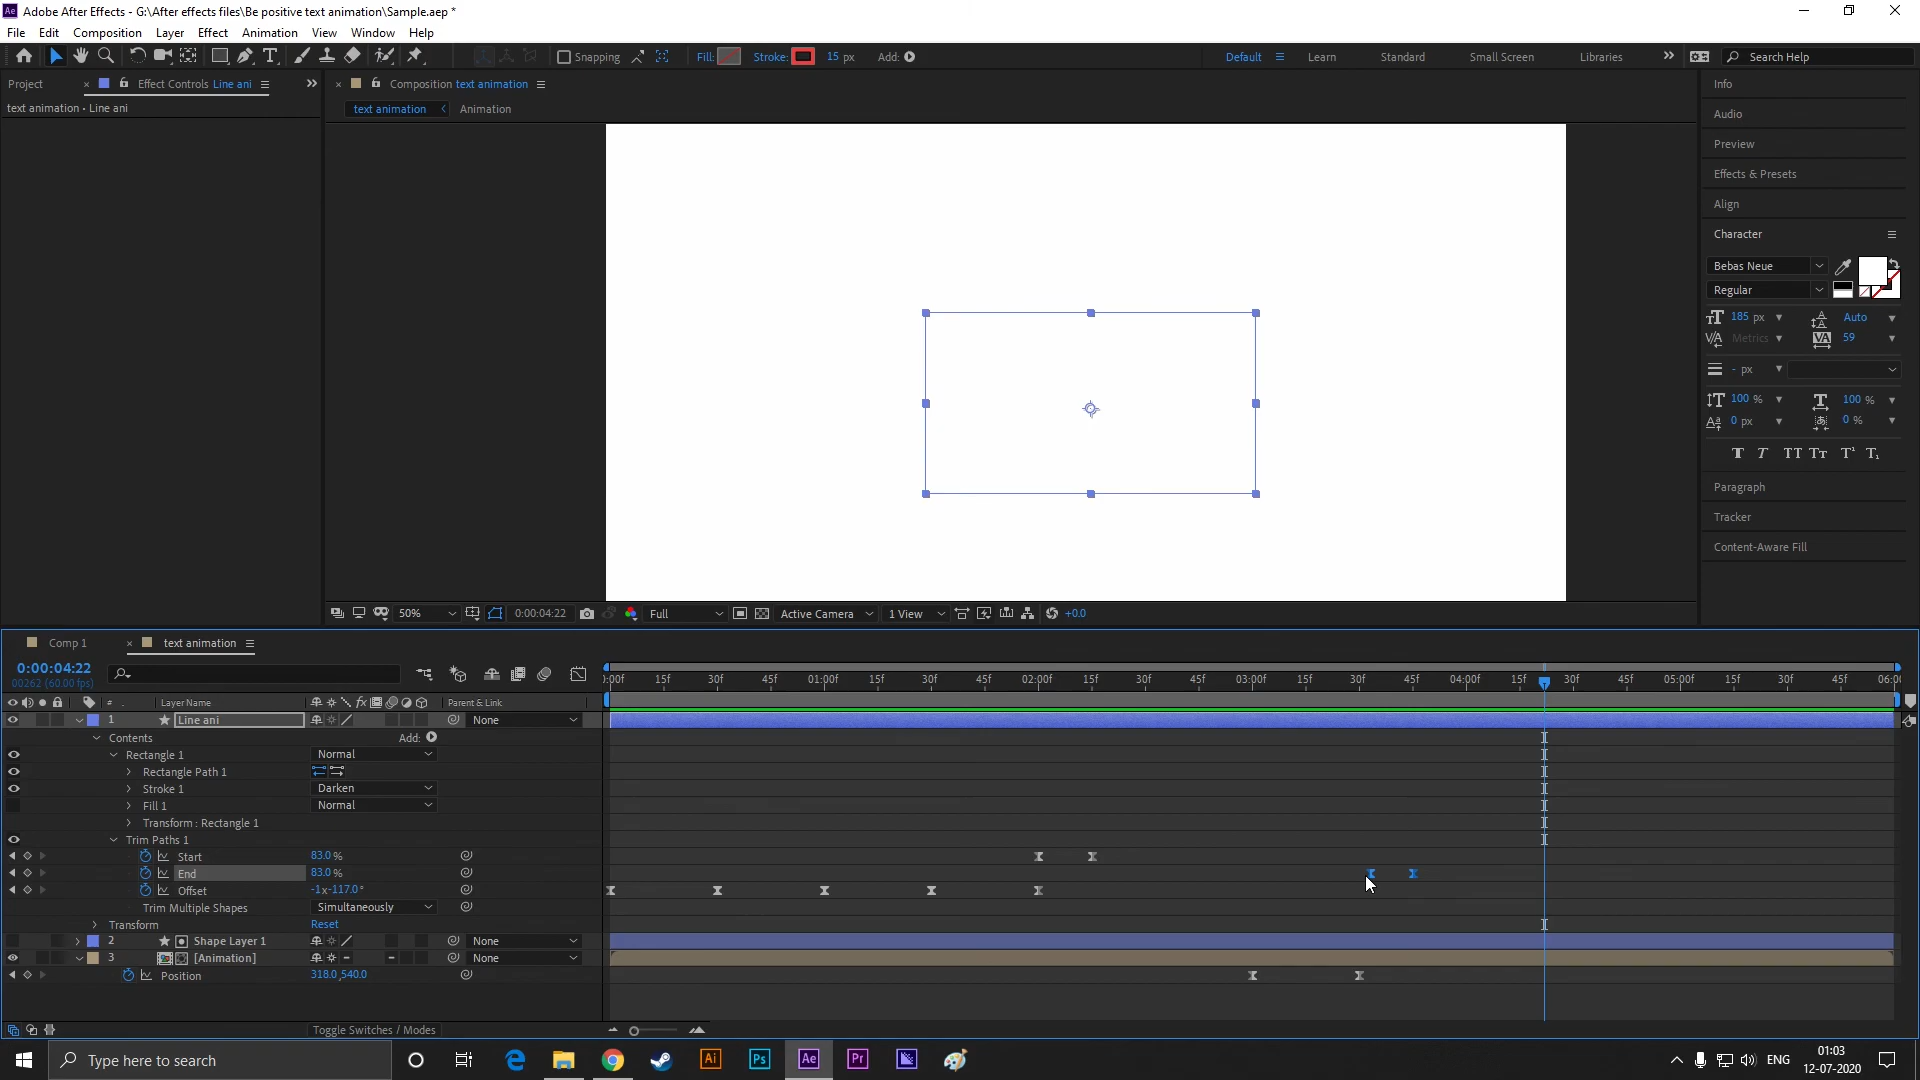 Adobe After Effects - G:\After effects files\Be positive text animation\Sample.aep *
File Edit Composition Layer Effect Animation View Window Help
Snapping Fill: Stroke: 15 px Add: Default Learn Standard Small Screen Libraries Search Help
Project Effect Controls Line ani Composition text animation Info
text animation • Line ani text animation Animation
Audio
Preview
Effects & Presets
Align
Character
Bebas Neue
Regular
185 px Auto
Metrics 59
- px
100 % 100 %
0 px 0 %
Paragraph
Tracker
Content-Aware Fill
50% 0:00:04:22 Full Active Camera 1 View +0.0
Comp 1 text animation
0:00:04:22
00262 (60.00 fps)
0:00f 15f 30f 45f 01:00f 15f 30f 45f 02:00f 15f 30f 45f 03:00f 15f 30f 45f 04:00f 15f 30f 45f 05:00f 15f 30f 45f 06:00
# Layer Name Parent & Link
1 Line ani None
Contents Add:
Rectangle 1 Normal
Rectangle Path 1
Stroke 1 Darken
Fill 1 Normal
Transform : Rectangle 1
Trim Paths 1
Start 83.0 %
End 83.0 %
Offset -1x-117.0°
Trim Multiple Shapes Simultaneously
Transform Reset
2 Shape Layer 1 None
3 [Animation] None
Position 318.0,540.0
Toggle Switches / Modes
Type here to search Ai Ps Ae Pr ENG 01:03
12-07-2020